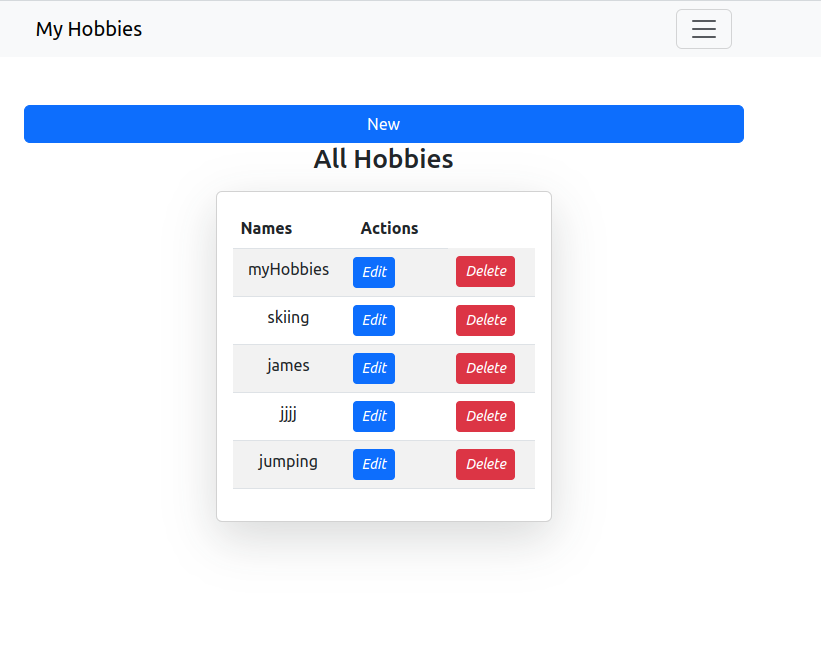 My Hobbies
New
All Hobbies
Names Actions
myHobbies Edit Delete
skiing Edit Delete
james Edit Delete
jjjj Edit Delete
jumping Edit Delete